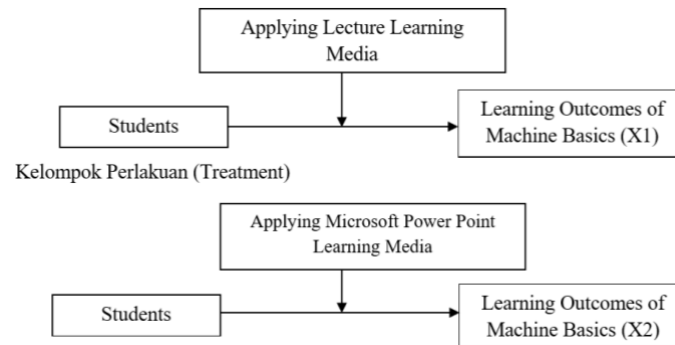 Applying Lecture Learning
Media
Students
Learning Outcomes of
Machine Basics (X1)
Kelompok Perlakuan (Treatment)
Applying Microsoft Power Point
Learning Media
Students
Learning Outcomes of
Machine Basics (X2)